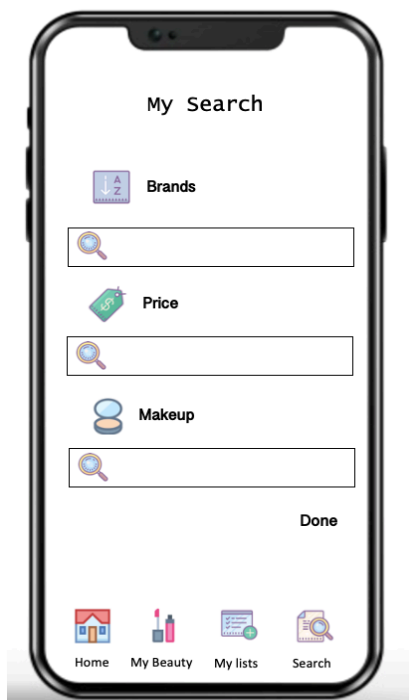 My Search
A
Z
Brands
$
Price
Makeup
Done
Home
My Beauty
My lists
Search